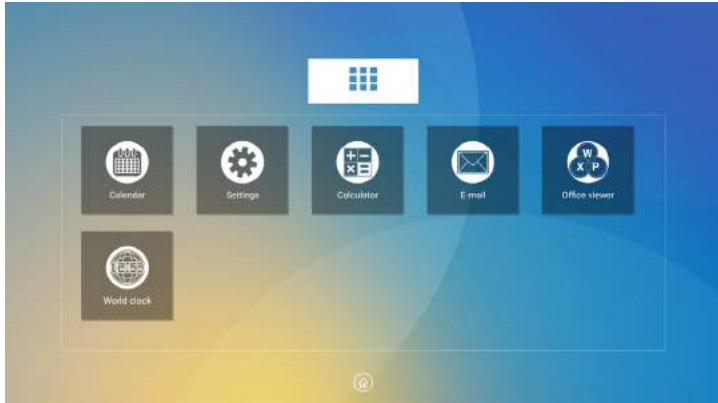 Calendar
Settings
Calculator
E-mail
W
X P
Office viewer
World clock